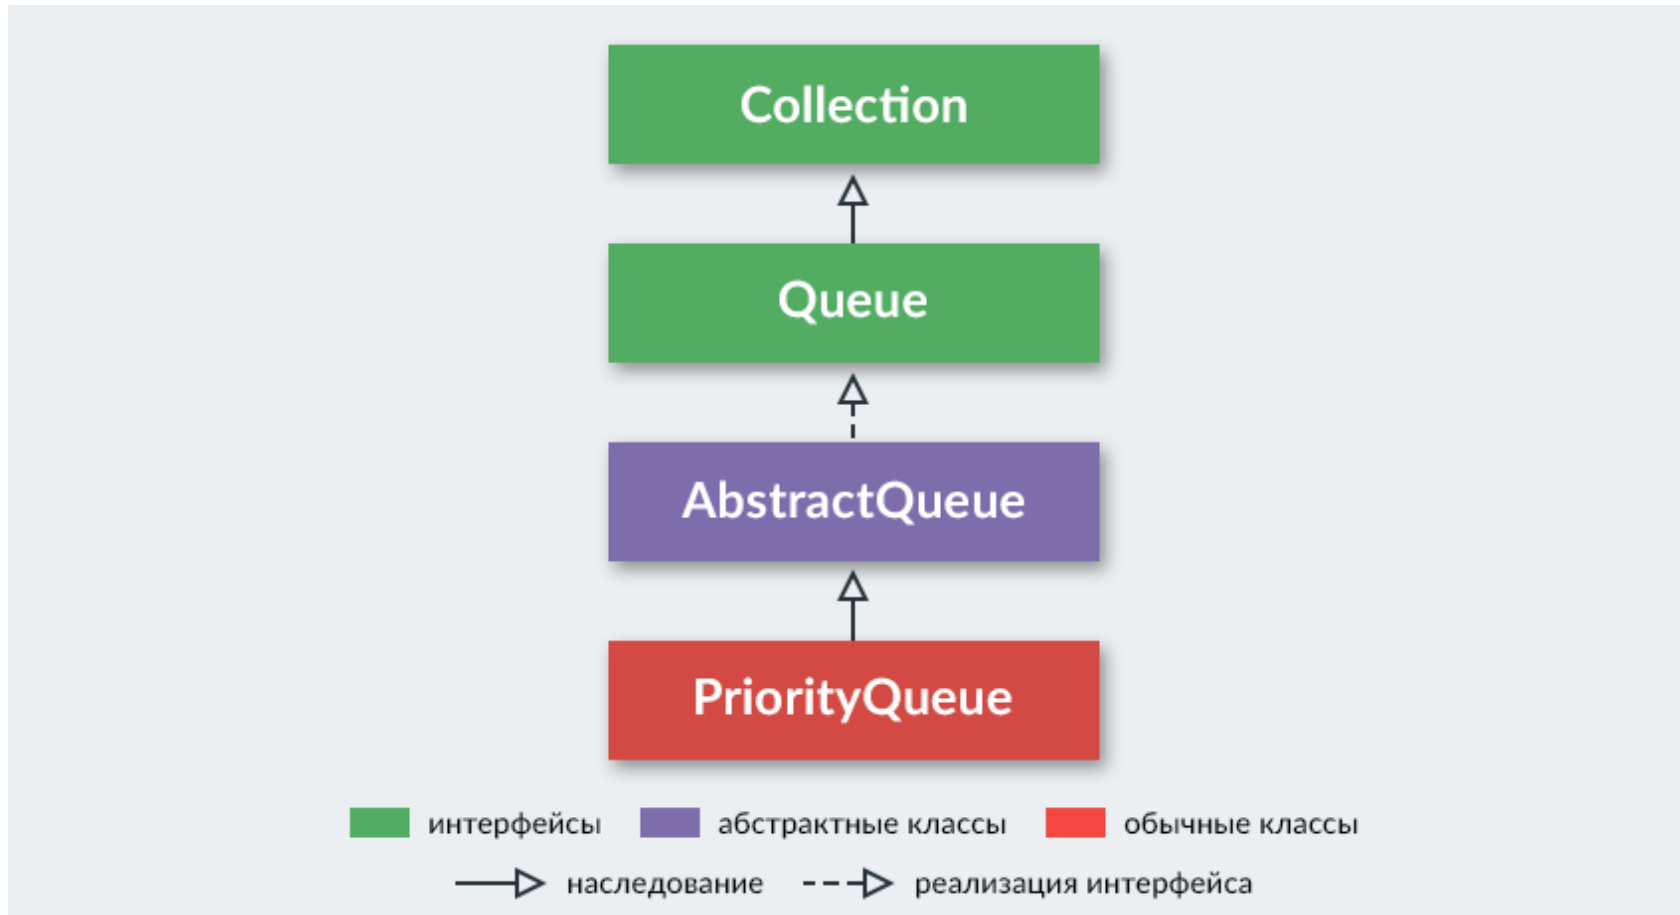 Collection
Queue
AbstractQueue
PriorityQueue
интерфейсы абстрактные классы обычные классы
наследование реализация интерфейса